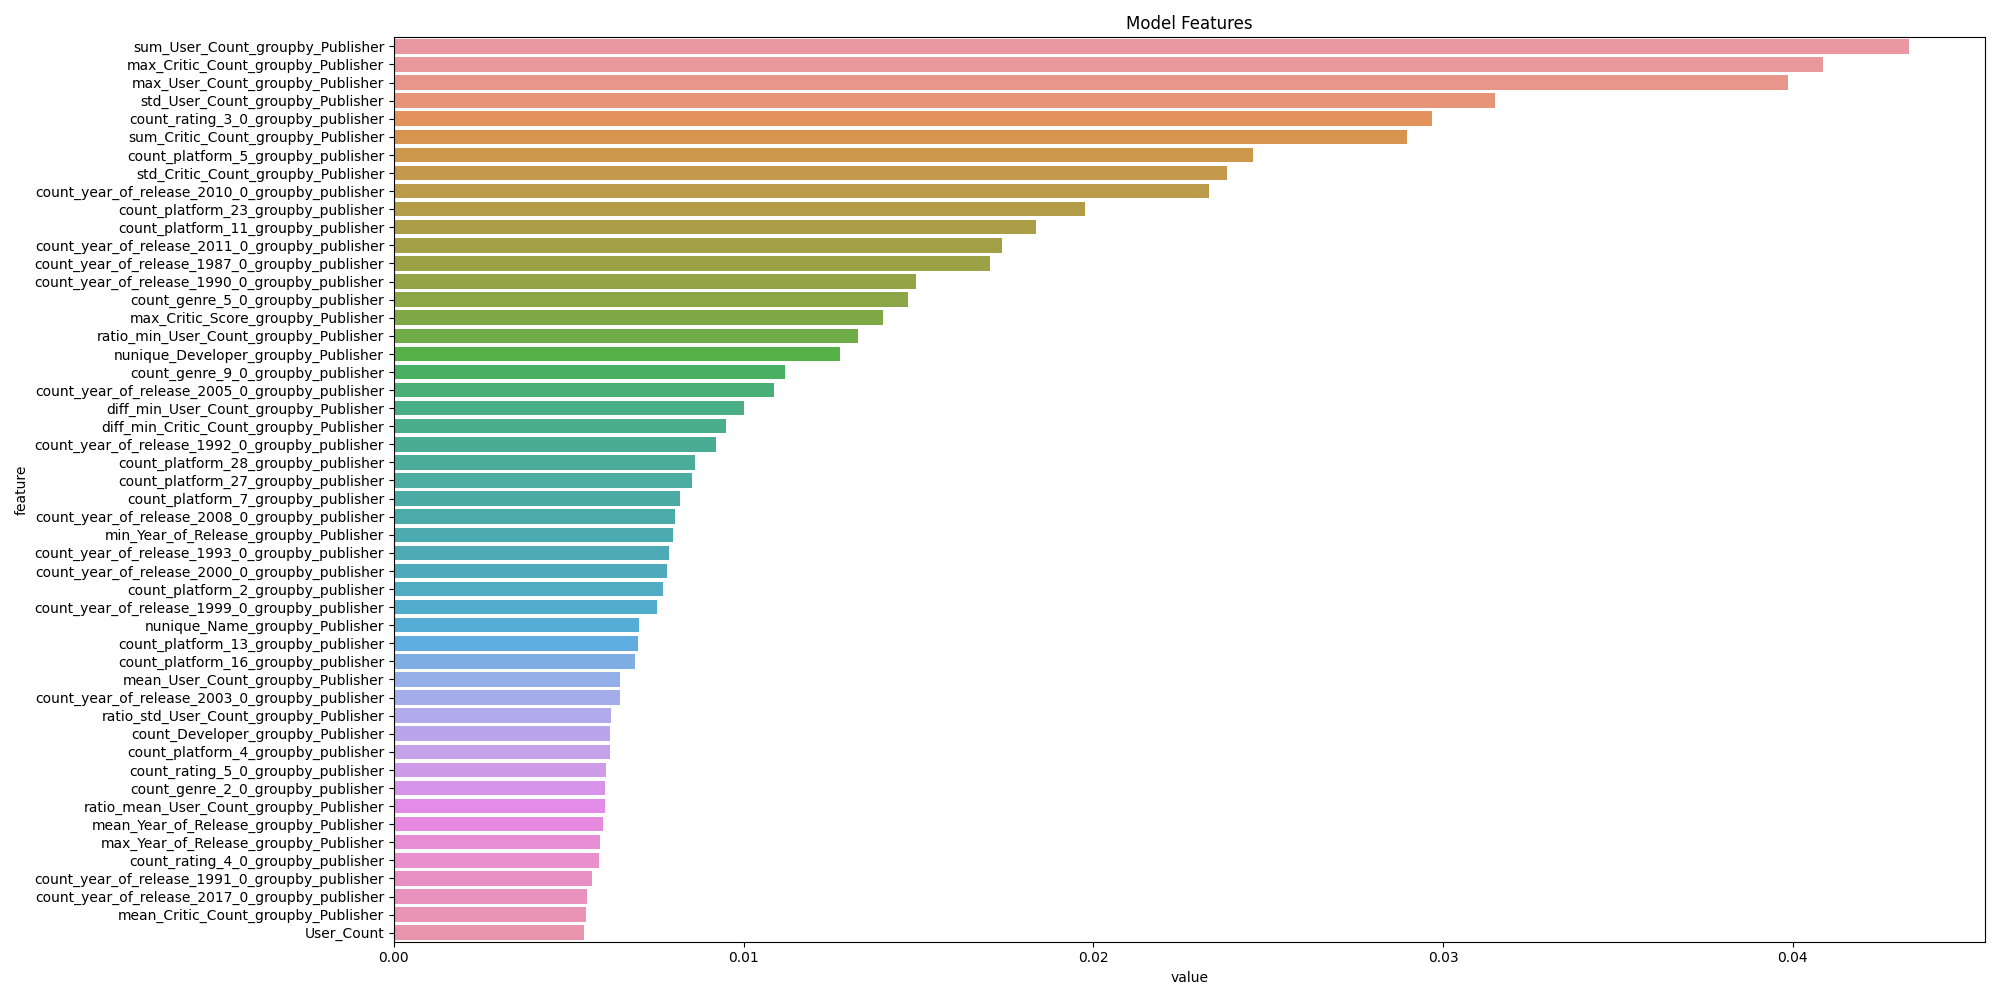 Model Features
sum_User_Count_groupby_Publisher
max_Critic_Count_groupby_Publisher
max_User_Count_groupby_Publisher
std_User_Count_groupby_Publisher
count_rating_3_0_groupby_publisher
sum_Critic_Count_groupby_Publisher
count_platform_5_groupby_publisher
std_Critic_Count_groupby_Publisher
count_year_of_release_2010_0_groupby_publisher
count_platform_23_groupby_publisher
count_platform_11_groupby_publisher
count_year_of_release_2011_0_groupby_publisher
count_year_of_release_1987_0_groupby_publisher
count_year_of_release_1990_0_groupby_publisher
count_genre_5_0_groupby_publisher
max_Critic_Score_groupby_Publisher
ratio_min_User_Count_groupby_Publisher
nunique_Developer_groupby_Publisher
count_genre_9_0_groupby_publisher
count_year_of_release_2005_0_groupby_publisher
diff_min_User_Count_groupby_Publisher
diff_min_Critic_Count_groupby_Publisher
count_year_of_release_1992_0_groupby_publisher
count_platform_28_groupby_publisher
count_platform_27_groupby_publisher
count_platform_7_groupby_publisher
count_year_of_release_2008_0_groupby_publisher
min_Year_of_Release_groupby_Publisher
count_year_of_release_1993_0_groupby_publisher
count_year_of_release_2000_0_groupby_publisher
count_platform_2_groupby_publisher
count_year_of_release_1999_0_groupby_publisher
nunique_Name_groupby_Publisher
count_platform_13_groupby_publisher
count_platform_16_groupby_publisher
mean_User_Count_groupby_Publisher
count_year_of_release_2003_0_groupby_publisher
ratio_std_User_Count_groupby_Publisher
count_Developer_groupby_Publisher
count_platform_4_groupby_publisher
count_rating_5_0_groupby_publisher
count_genre_2_0_groupby_publisher
ratio_mean_User_Count_groupby_Publisher
mean_Year_of_Release_groupby_Publisher
max_Year_of_Release_groupby_Publisher
count_rating_4_0_groupby_publisher
count_year_of_release_1991_0_groupby_publisher
count_year_of_release_2017_0_groupby_publisher
mean_Critic_Count_groupby_Publisher
User_Count
feature
0.00 0.01 0.02 0.03 0.04
value